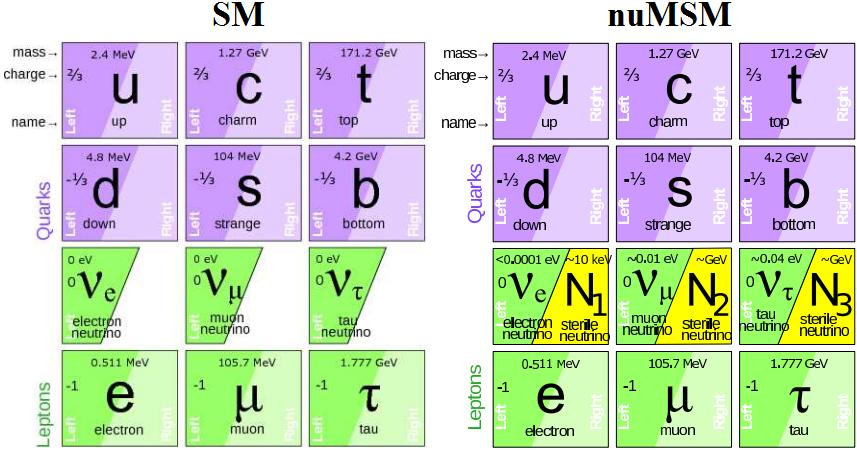 SM
mass→
charge→
name→
2.4 MeV
⅔
u
up
Left
Right
1.27 GeV
⅔
c
charm
Left
Right
171.2 GeV
⅔
t
top
Left
Right
Quarks
4.8 MeV
-⅓
d
down
Left
Right
104 MeV
-⅓
s
strange
Left
Right
4.2 GeV
-⅓
b
bottom
Left
Right
0 eV
0
νe
electron
neutrino
Left
0 eV
0
νμ
muon
neutrino
Left
0 eV
0
ντ
tau
neutrino
Left
Leptons
0.511 MeV
-1
e
electron
Left
Right
105.7 MeV
-1
μ
muon
Left
Right
1.777 GeV
-1
τ
tau
Left
Right
nuMSM
mass→
charge→
name→
2.4 MeV
⅔
u
up
Left
Right
1.27 GeV
⅔
c
charm
Left
Right
171.2 GeV
⅔
t
top
Left
Right
Quarks
4.8 MeV
-⅓
d
down
Left
Right
104 MeV
-⅓
s
strange
Left
Right
4.2 GeV
-⅓
b
bottom
Left
Right
<0.0001 eV
0
νe
electron
neutrino
Left
~10 keV
N1
sterile
neutrino
~0.01 eV
0
νμ
muon
neutrino
Left
~GeV
N2
sterile
neutrino
~0.04 eV
0
ντ
tau
neutrino
Left
~GeV
N3
sterile
neutrino
Leptons
0.511 MeV
-1
e
electron
Left
Right
105.7 MeV
-1
μ
muon
Left
Right
1.777 GeV
-1
τ
tau
Left
Right